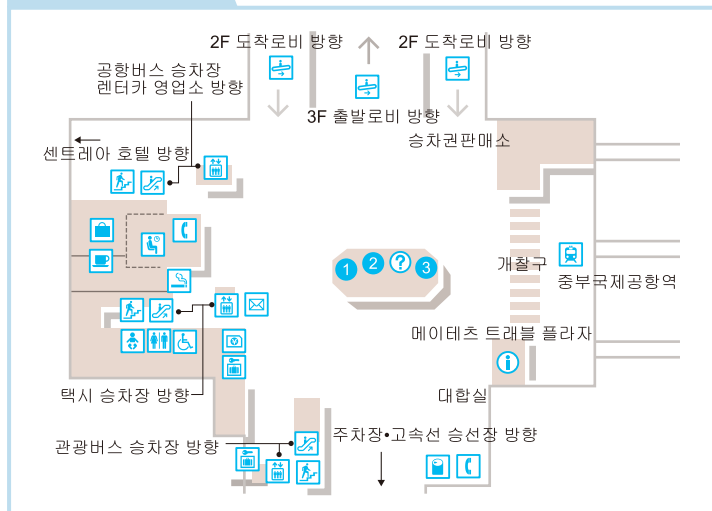 2F 도착로비 방향
2F 도착로비 방향
공항버스 승차장
렌터카 영업소 방향
3F 출발로비 방향
승차권판매소
센트레아 호텔 방향
개찰구
중부국제공항역
1
2
?
3
메이테츠 트래블 플라자
i
택시 승차장 방향
대합실
관광버스 승차장 방향
주차장•고속선 승선장 방향